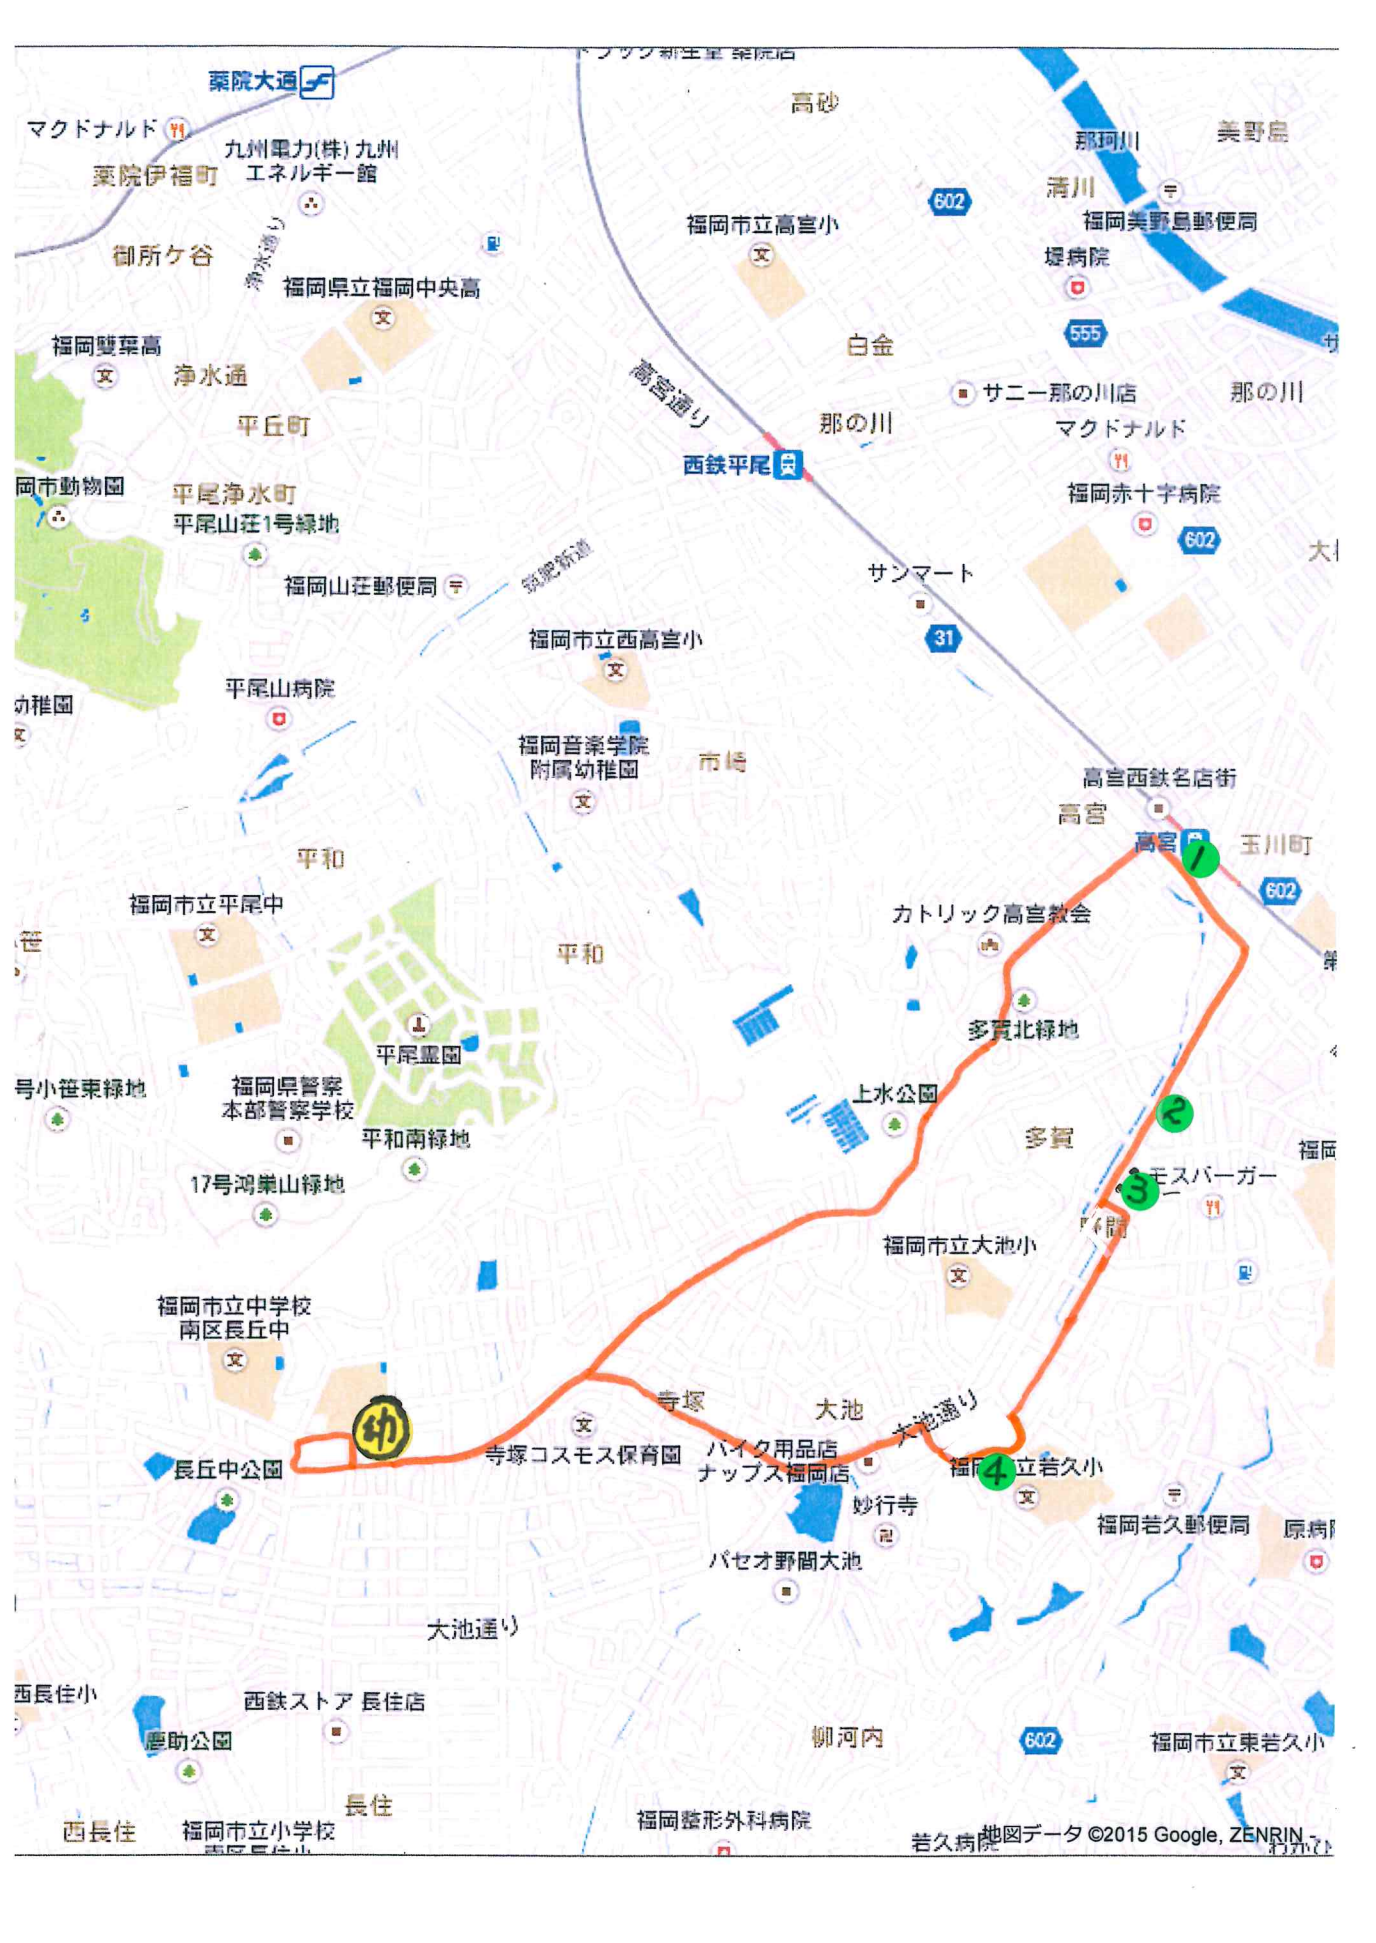 薬院大通
高砂
マクドナルド
美野島
那珂川
九州電力(株) 九州
エネルギー館
薬院伊福町
清川
602
福岡市立高宮小
福岡美野島郵便局
浄水通り
御所ケ谷
堤病院
福岡県立福岡中央高
555
福岡雙葉高
白金
浄水通
高宮通り
サニー那の川店
那の川
平丘町
那の川
マクドナルド
西鉄平尾
岡市動物園
平尾浄水町
福岡赤十字病院
平尾山荘1号緑地
602
筑肥新道
サンマート
福岡山荘郵便局
福岡市立西高宮小
31
平尾山病院
幼稚園
福岡音楽学院
附属幼稚園
市崎
高宮西鉄名店街
高宮
高宮
1
玉川町
平和
602
福岡市立平尾中
カトリック高宮教会
笹
平和
多賀北緑地
平尾霊園
号小笹東緑地
福岡県警察
本部警察学校
上水公園
2
平和南緑地
多賀
福岡
17号鴻巣山緑地
モスバーガー
3
野間
福岡市立大池小
福岡市立中学校
南区長丘中
寺塚
大池
大池通り
幼
寺塚コスモス保育園
バイク用品店
ナップス福岡店
長丘中公園
福岡
立若久小
4
妙行寺
福岡若久郵便局
原病
パセオ野間大池
大池通り
西長住小
西鉄ストア 長住店
鹿助公園
柳河内
602
福岡市立東若久小
長住
西長住
福岡市立小学校
福岡整形外科病院
若久病院
地図データ ©2015 Google, ZENRIN